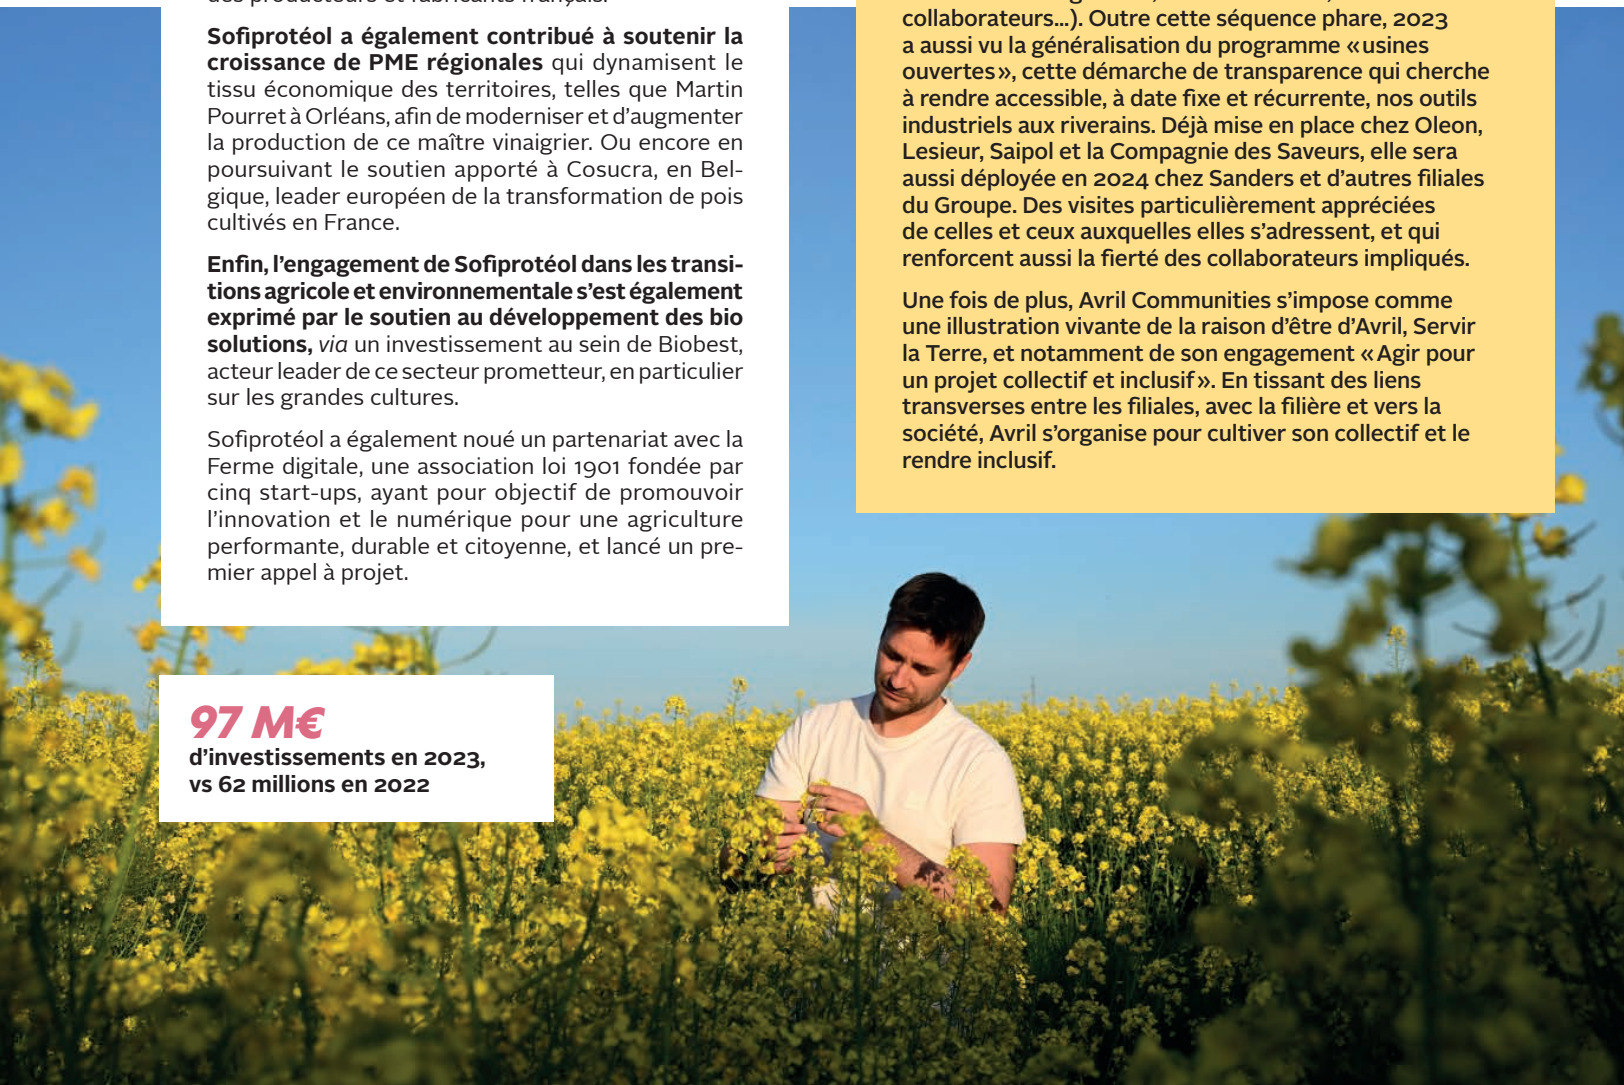 des producteurs et fabricants français.
Sofiprotéol a également contribué à soutenir la
croissance de PME régionales qui dynamisent le
tissu économique des territoires, telles que Martin
Pourret à Orléans, afin de moderniser et d’augmenter
la production de ce maître vinaigrier. Ou encore en
poursuivant le soutien apporté à Cosucra, en Bel-
gique, leader européen de la transformation de pois
cultivés en France.
Enfin, l’engagement de Sofiprotéol dans les transi-
tions agricole et environnementale s’est également
exprimé par le soutien au développement des bio
solutions, via un investissement au sein de Biobest,
acteur leader de ce secteur prometteur, en particulier
sur les grandes cultures.
Sofiprotéol a également noué un partenariat avec la
Ferme digitale, une association loi 1901 fondée par
cinq start-ups, ayant pour objectif de promouvoir
l’innovation et le numérique pour une agriculture
performante, durable et citoyenne, et lancé un pre-
mier appel à projet.
97 M€
d’investissements en 2023,
vs 62 millions en 2022
collaborateurs…). Outre cette séquence phare, 2023
a aussi vu la généralisation du programme « usines
ouvertes », cette démarche de transparence qui cherche
à rendre accessible, à date fixe et récurrente, nos outils
industriels aux riverains. Déjà mise en place chez Oleon,
Lesieur, Saipol et la Compagnie des Saveurs, elle sera
aussi déployée en 2024 chez Sanders et d’autres filiales
du Groupe. Des visites particulièrement appréciées
de celles et ceux auxquelles elles s’adressent, et qui
renforcent aussi la fierté des collaborateurs impliqués.
Une fois de plus, Avril Communities s’impose comme
une illustration vivante de la raison d’être d’Avril, Servir
la Terre, et notamment de son engagement « Agir pour
un projet collectif et inclusif ». En tissant des liens
transverses entre les filiales, avec la filière et vers la
société, Avril s’organise pour cultiver son collectif et le
rendre inclusif.